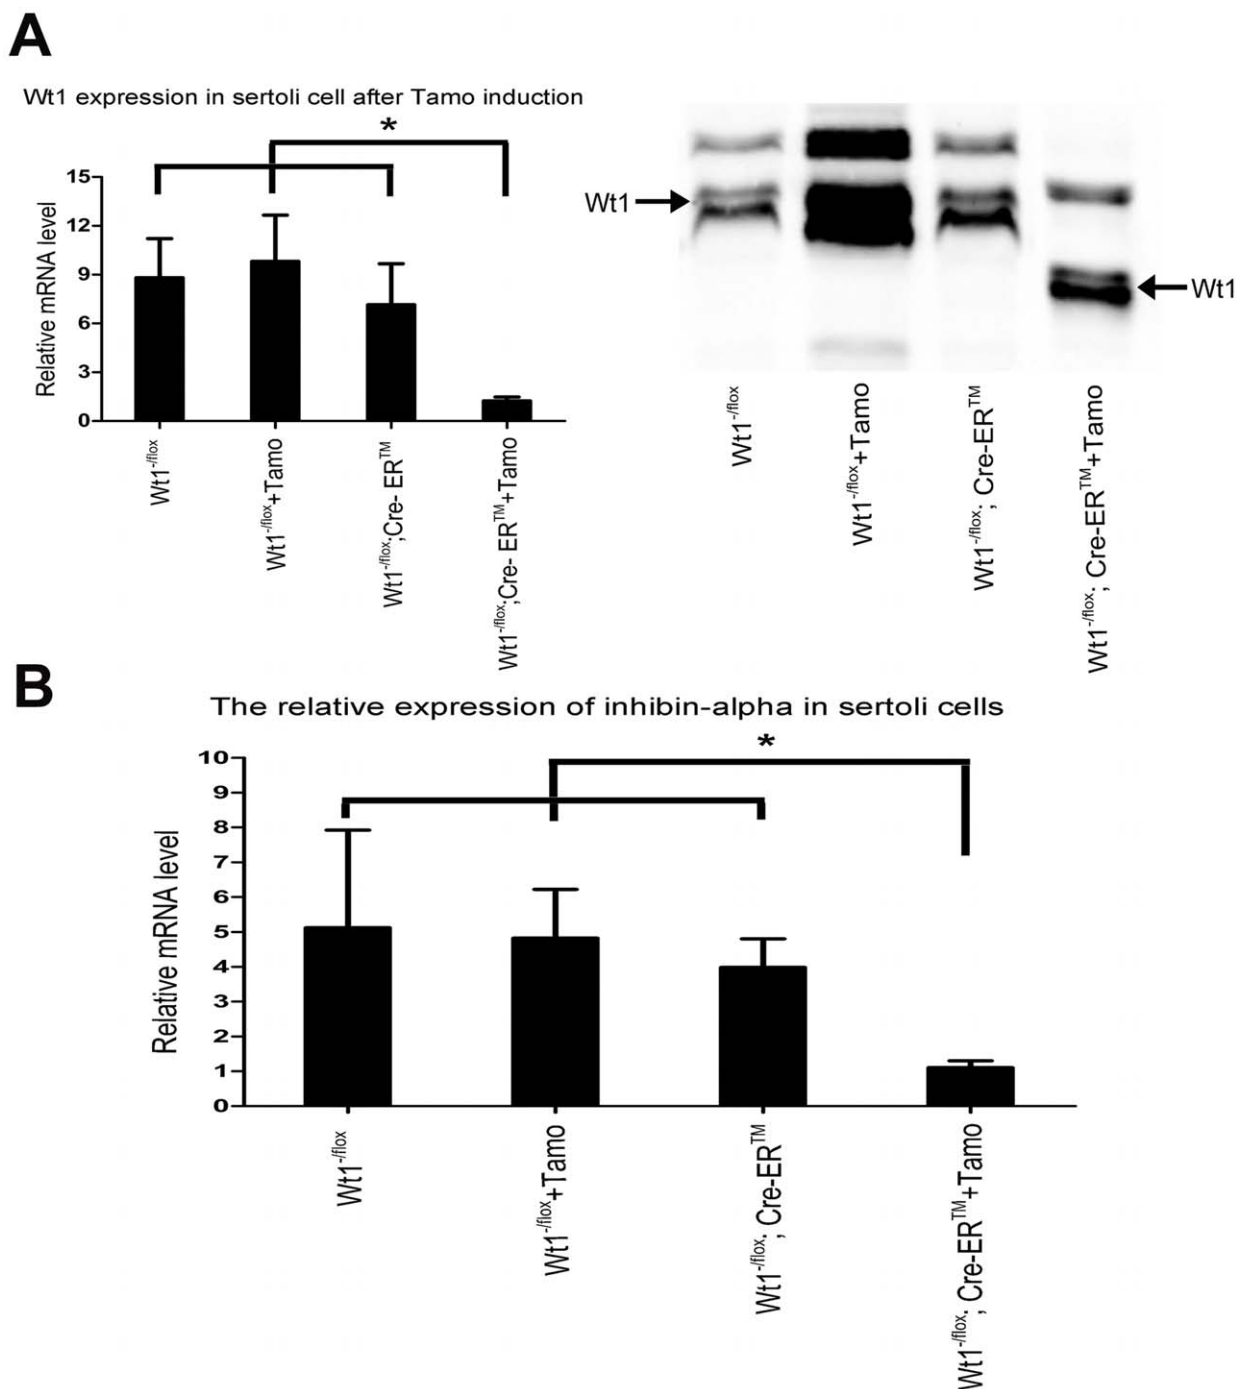 A
Wt1 expression in sertoli cell after Tamo induction
*
Relative mRNA level
15
12
9
6
3
0
Wt1-/flox
Wt1-/flox+Tamo
Wt1-/flox;Cre- ERTM
Wt1-/flox;Cre- ERTM+Tamo
Wt1
Wt1
Wt1-/flox
Wt1-/flox+Tamo
Wt1-/flox; Cre-ERTM
Wt1-/flox; Cre-ERTM+Tamo
B
The relative expression of inhibin-alpha in sertoli cells
*
Relative mRNA level
10
9
8
7
6
5
4
3
2
1
0
Wt1-/flox
Wt1-/flox+Tamo
Wt1-/flox; Cre-ERTM
Wt1-/flox; Cre-ERTM+Tamo